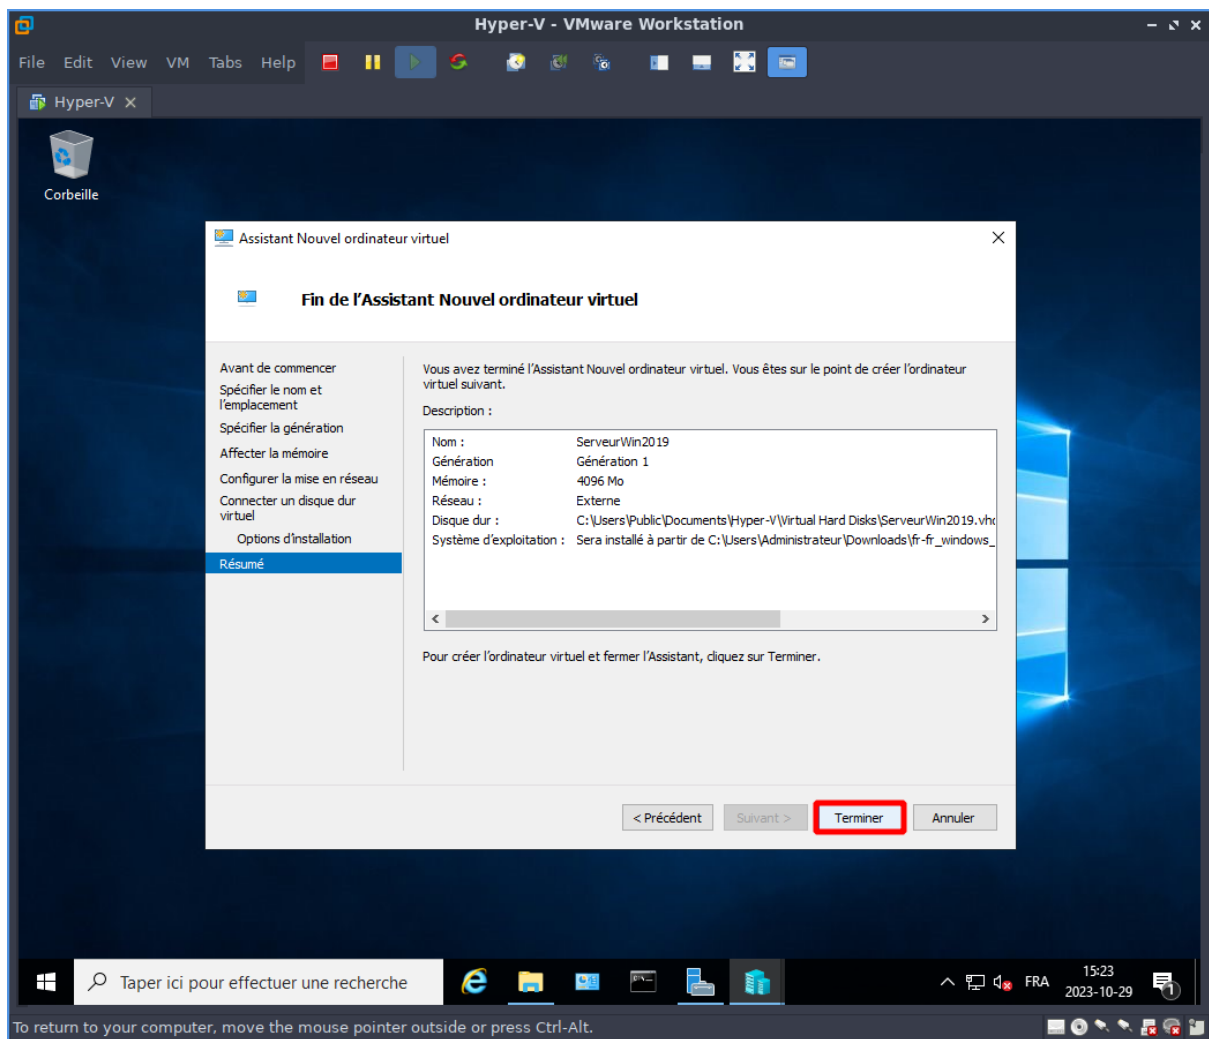 Hyper-V - VMware Workstation
File Edit View VM Tabs Help
Hyper-V
Corbeille
Assistant Nouvel ordinateur virtuel
Fin de l’Assistant Nouvel ordinateur virtuel
Avant de commencer
Spécifier le nom et
l’emplacement
Spécifier la génération
Affecter la mémoire
Configurer la mise en réseau
Connecter un disque dur
virtuel
Options d’installation
Résumé
Vous avez terminé l’Assistant Nouvel ordinateur virtuel. Vous êtes sur le point de créer l’ordinateur
virtuel suivant.
Description :
Nom : ServeurWin2019
Génération Génération 1
Mémoire : 4096 Mo
Réseau : Externe
Disque dur : C:\Users\Public\Documents\Hyper-V\Virtual Hard Disks\ServeurWin2019.vhd
Système d’exploitation : Sera installé à partir de C:\Users\Administrateur\Downloads\fr-fr_windows_
Pour créer l’ordinateur virtuel et fermer l’Assistant, cliquez sur Terminer.
< Précédent Suivant > Terminer Annuler
Taper ici pour effectuer une recherche
FRA
15:23
2023-10-29
1
To return to your computer, move the mouse pointer outside or press Ctrl-Alt.